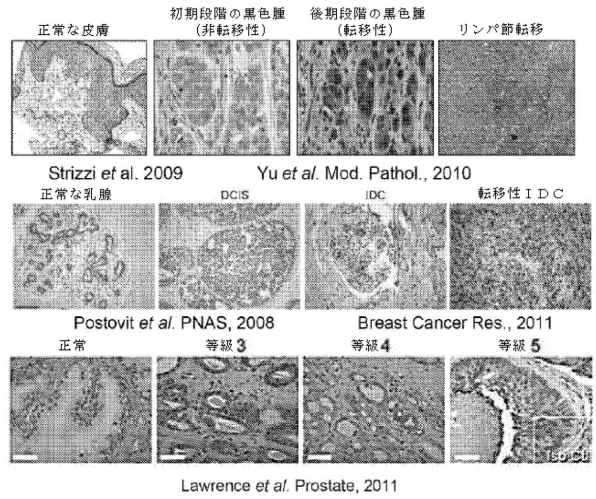 正常な皮膚
初期段階の黒色腫
(非転移性)
後期段階の黒色腫
(転移性)
リンパ節転移
Strizzi et al. 2009
Yu et al. Mod. Pathol., 2010
正常な乳腺
DCIS
IDC
転移性IDC
Postovit et al. PNAS, 2008
Breast Cancer Res., 2011
正常
等級3
等級4
等級5
Lawrence et al. Prostate, 2011